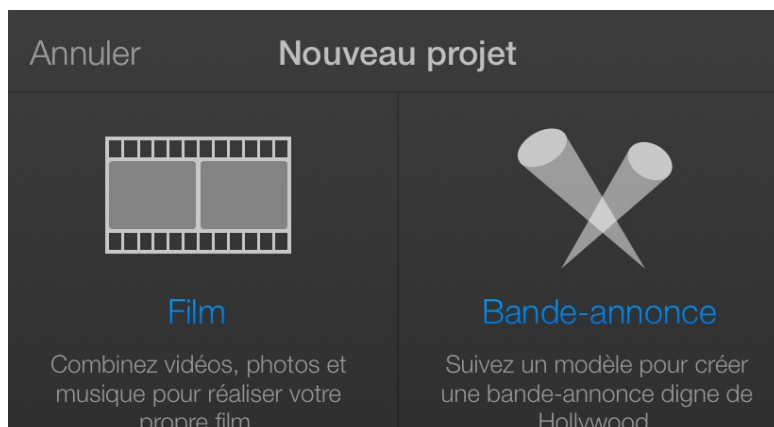 Annuler
Nouveau projet
Film
Combinez vidéos, photos et
musique pour réaliser votre
propre film
Bande-annonce
Suivez un modèle pour créer
une bande-annonce digne de
Hollywood